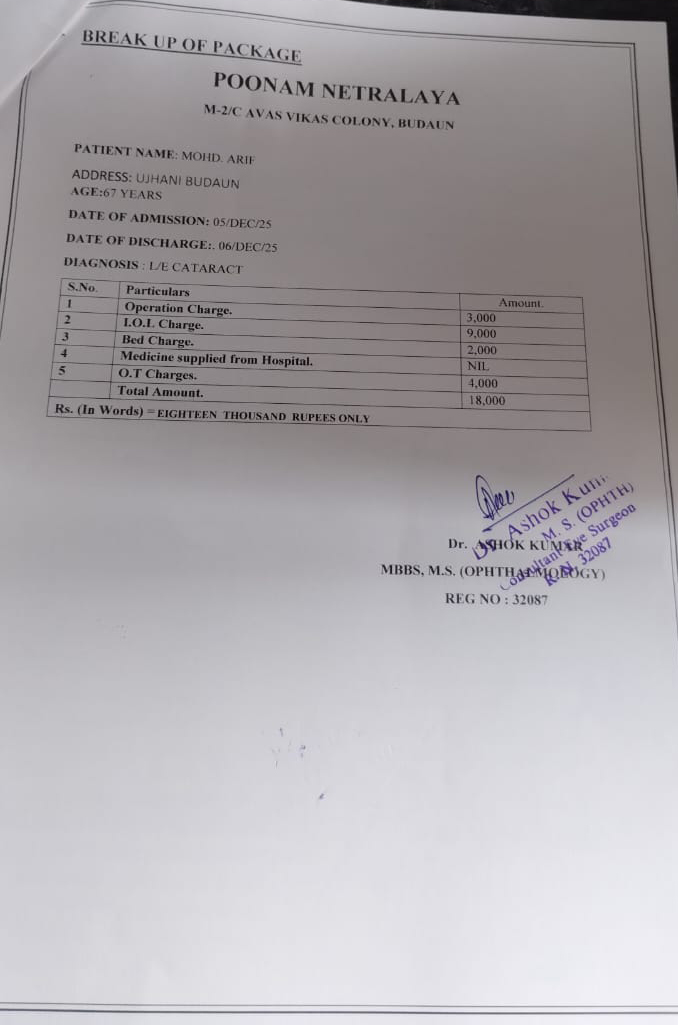 BREAK UP OF PACKAGE
POONAM NETRALAYA
M-2/C AVAS VIKAS COLONY, BUDAUN
PATIENT NAME: MOHD. ARIF
ADDRESS: UJHANI BUDAUN
AGE:67 YEARS
DATE OF ADMISSION: 05/DEC/25
DATE OF DISCHARGE:. 06/DEC/25
DIAGNOSIS : L/E CATARACT
S.No. Particulars Amount.
1 Operation Charge. 3,000
2 I.O.L Charge. 9,000
3 Bed Charge. 2,000
4 Medicine supplied from Hospital. NIL
5 O.T Charges. 4,000
Total Amount. 18,000
Rs. (In Words) = EIGHTEEN THOUSAND RUPEES ONLY
Dr. Ashok Kum
M. S. (OPHTH)
Consultant Eye Surgeon
32087
Dr. ASHOK KUMAR
MBBS, M.S. (OPHTHALMOLOGY)
REG NO : 32087